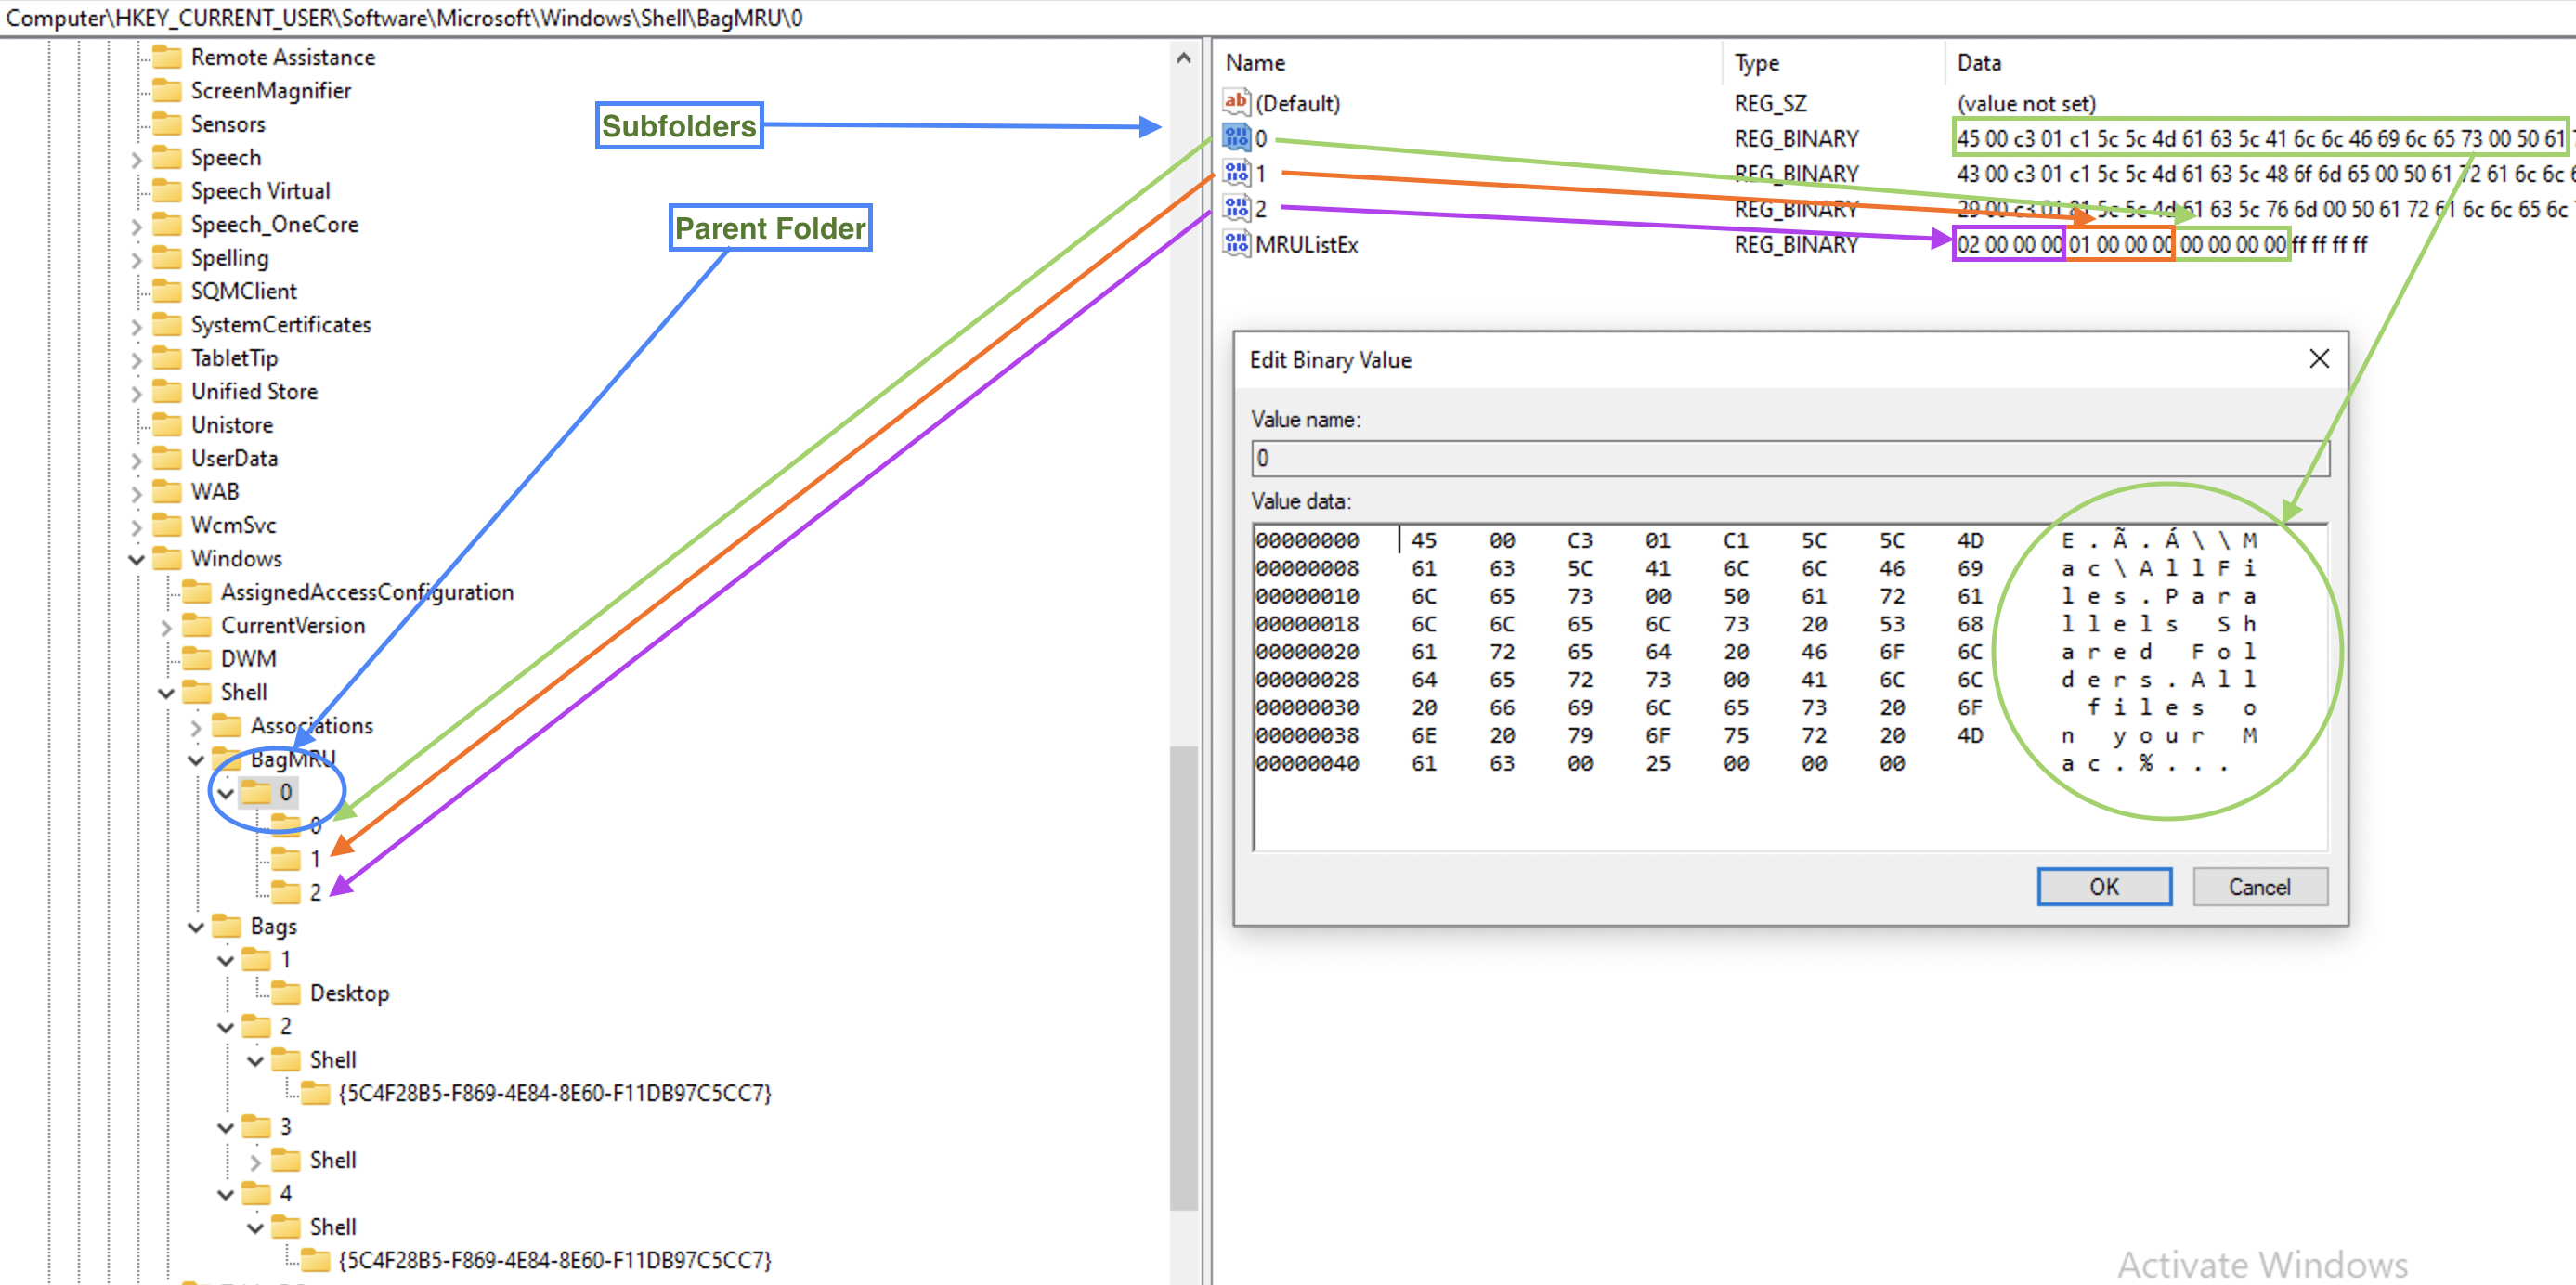 Computer\HKEY_CURRENT_USER\Software\Microsoft\Windows\Shell\BagMRU\0
Remote Assistance
ScreenMagnifier
Sensors
Speech
Speech Virtual
Speech_OneCore
Spelling
SQMClient
SystemCertificates
TabletTip
Unified Store
Unistore
UserData
WAB
WcmSvc
Windows
AssignedAccessConfiguration
CurrentVersion
DWM
Shell
Associations
BagMRU
0
0
1
2
Bags
1
Desktop
2
Shell
{5C4F28B5-F869-4E84-8E60-F11DB97C5CC7}
3
Shell
4
Shell
{5C4F28B5-F869-4E84-8E60-F11DB97C5CC7}
Subfolders
Parent Folder
Name Type Data
(Default) REG_SZ (value not set)
0 REG_BINARY 45 00 c3 01 c1 5c 5c 4d 61 63 5c 41 6c 6c 46 69 6c 65 73 00 50 61
1 REG_BINARY 43 00 c3 01 c1 5c 5c 4d 61 63 5c 48 6f 6d 65 00 50 61 72 61 6c 6c
2 REG_BINARY 29 00 c3 01 81 5c 5c 4d 61 63 5c 76 6d 00 50 61 72 61 6c 6c 65 6c
MRUListEx REG_BINARY 02 00 00 00 01 00 00 00 00 00 00 00 ff ff ff ff
Edit Binary Value
Value name:
0
Value data:
00000000 45 00 C3 01 C1 5C 5C 4D E . Ã . Á \ \ M
00000008 61 63 5C 41 6C 6C 46 69 a c \ A l l F i
00000010 6C 65 73 00 50 61 72 61 l e s . P a r a
00000018 6C 6C 65 6C 73 20 53 68 l l e l s S h
00000020 61 72 65 64 20 46 6F 6C a r e d F o l
00000028 64 65 72 73 00 41 6C 6C d e r s . A l l
00000030 20 66 69 6C 65 73 20 6F f i l e s o
00000038 6E 20 79 6F 75 72 20 4D n y o u r M
00000040 61 63 00 25 00 00 00 a c . % . . .
OK Cancel
Activate Windows